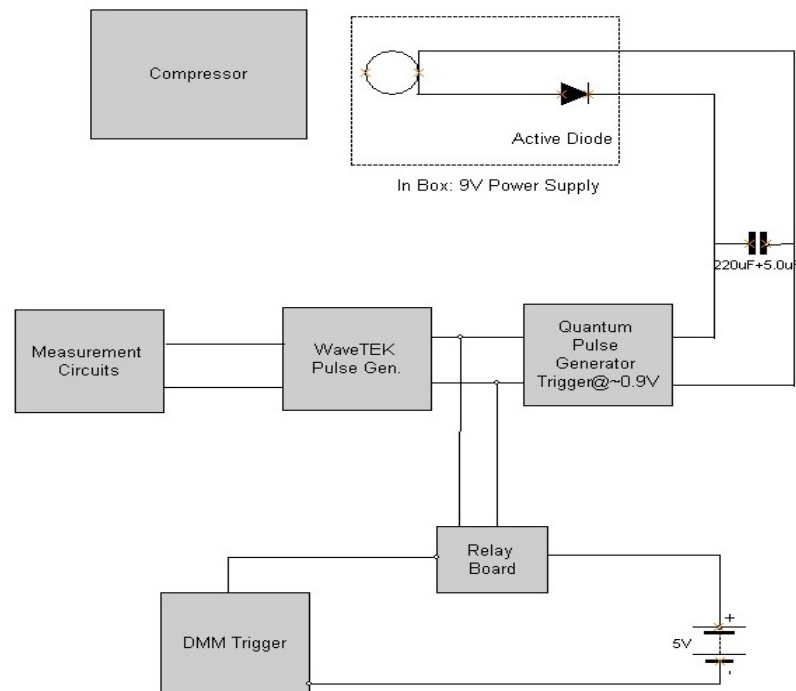 Compressor
Active Diode
In Box: 9V Power Supply
220uF+5.0uF
Measurement
Circuits
WaveTEK
Pulse Gen.
Quantum
Pulse
Generator
Trigger@~0.9V
Relay
Board
DMM Trigger
5V
+
-